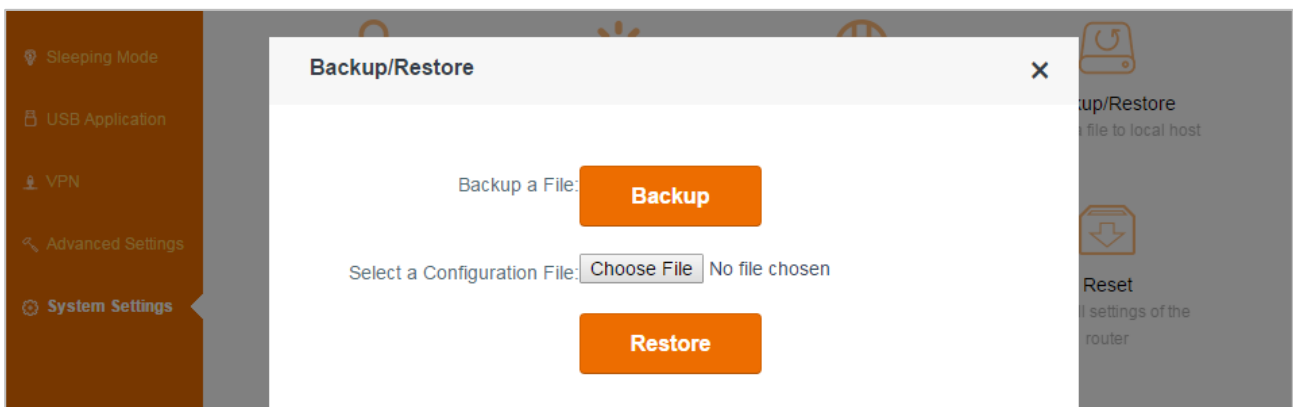 Sleeping Mode
USB Application
VPN
Advanced Settings
System Settings
Backup/Restore
×
Backup a File:
Backup
Select a Configuration File:
Choose File No file chosen
Restore
up/Restore
file to local host
Reset
settings of the
router